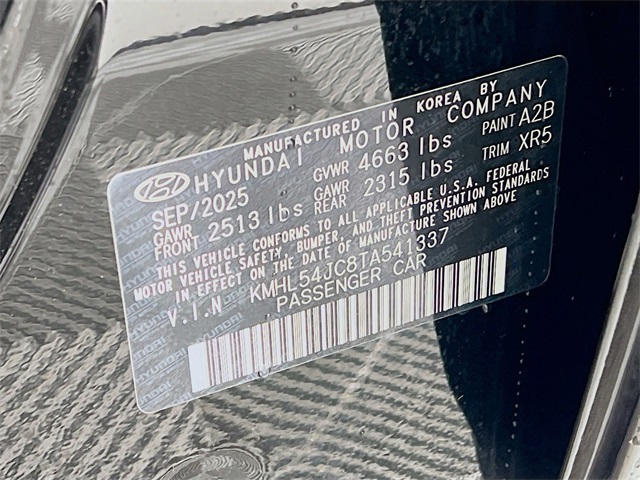 MANUFACTURED IN KOREA BY
HYUNDAI MOTOR COMPANY
SEP/2025 GVWR 4663 lbs PAINT A2B
GAWR FRONT 2513 lbs GAWR REAR 2315 lbs TRIM XR5
THIS VEHICLE CONFORMS TO ALL APPLICABLE U.S.A. FEDERAL
MOTOR VEHICLE SAFETY, BUMPER, AND THEFT PREVENTION STANDARDS
IN EFFECT ON THE DATE OF MANUFACTURE SHOWN ABOVE
V.I.N KMHL54JC8TA541337
PASSENGER CAR